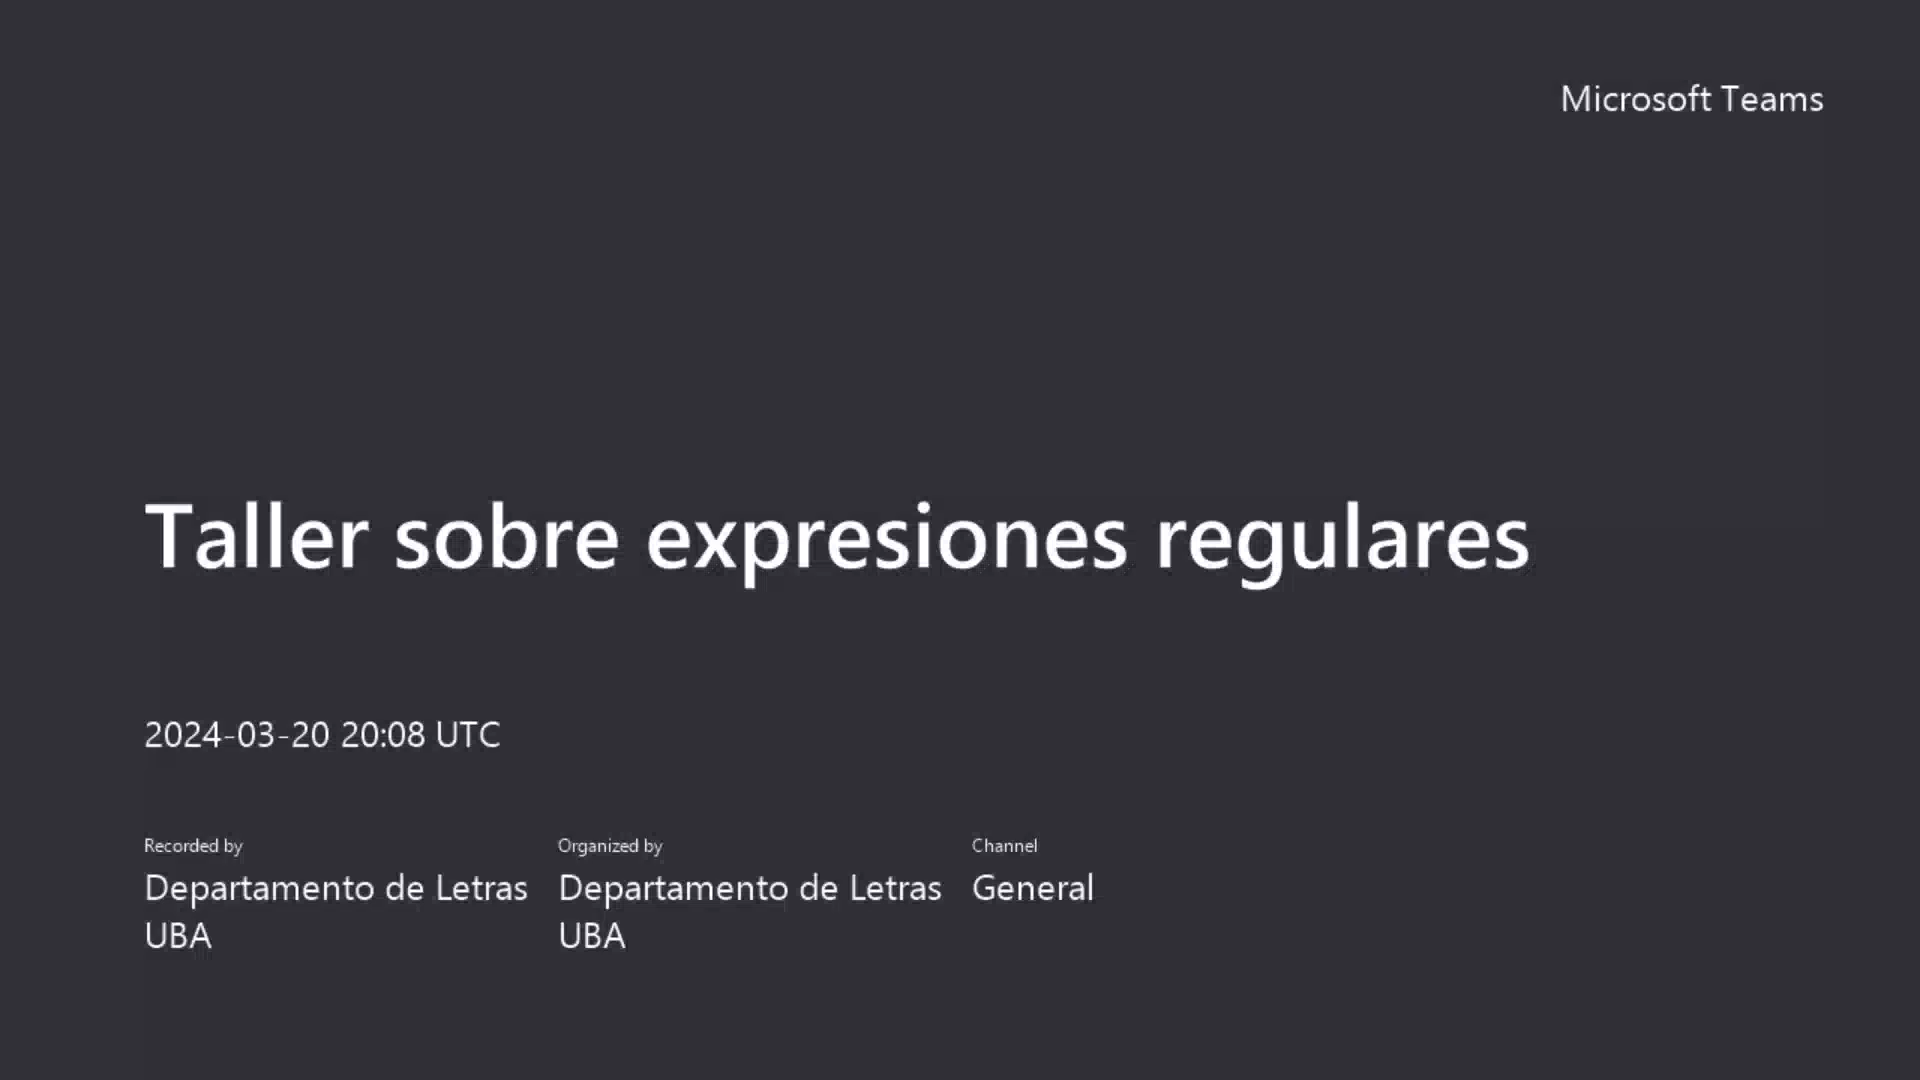 Microsoft Teams
Taller sobre expresiones regulares
2024-03-20 20:08 UTC
Recorded by
Departamento de Letras
UBA
Organized by
Departamento de Letras
UBA
Channel
General